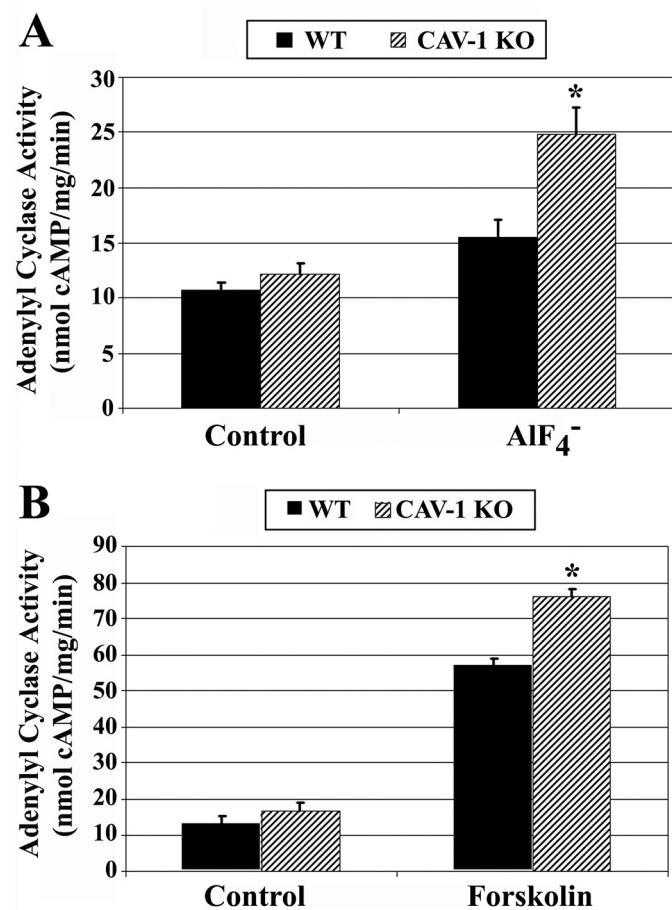 A
WT CAV-1 KO
Adenylyl Cyclase Activity
(nmol cAMP/mg/min)
30
25
20
15
10
5
0
*
Control AlF4-
B
WT CAV-1 KO
Adenylyl Cyclase Activity
(nmol cAMP/mg/min)
90
80
70
60
50
40
30
20
10
0
*
Control Forskolin